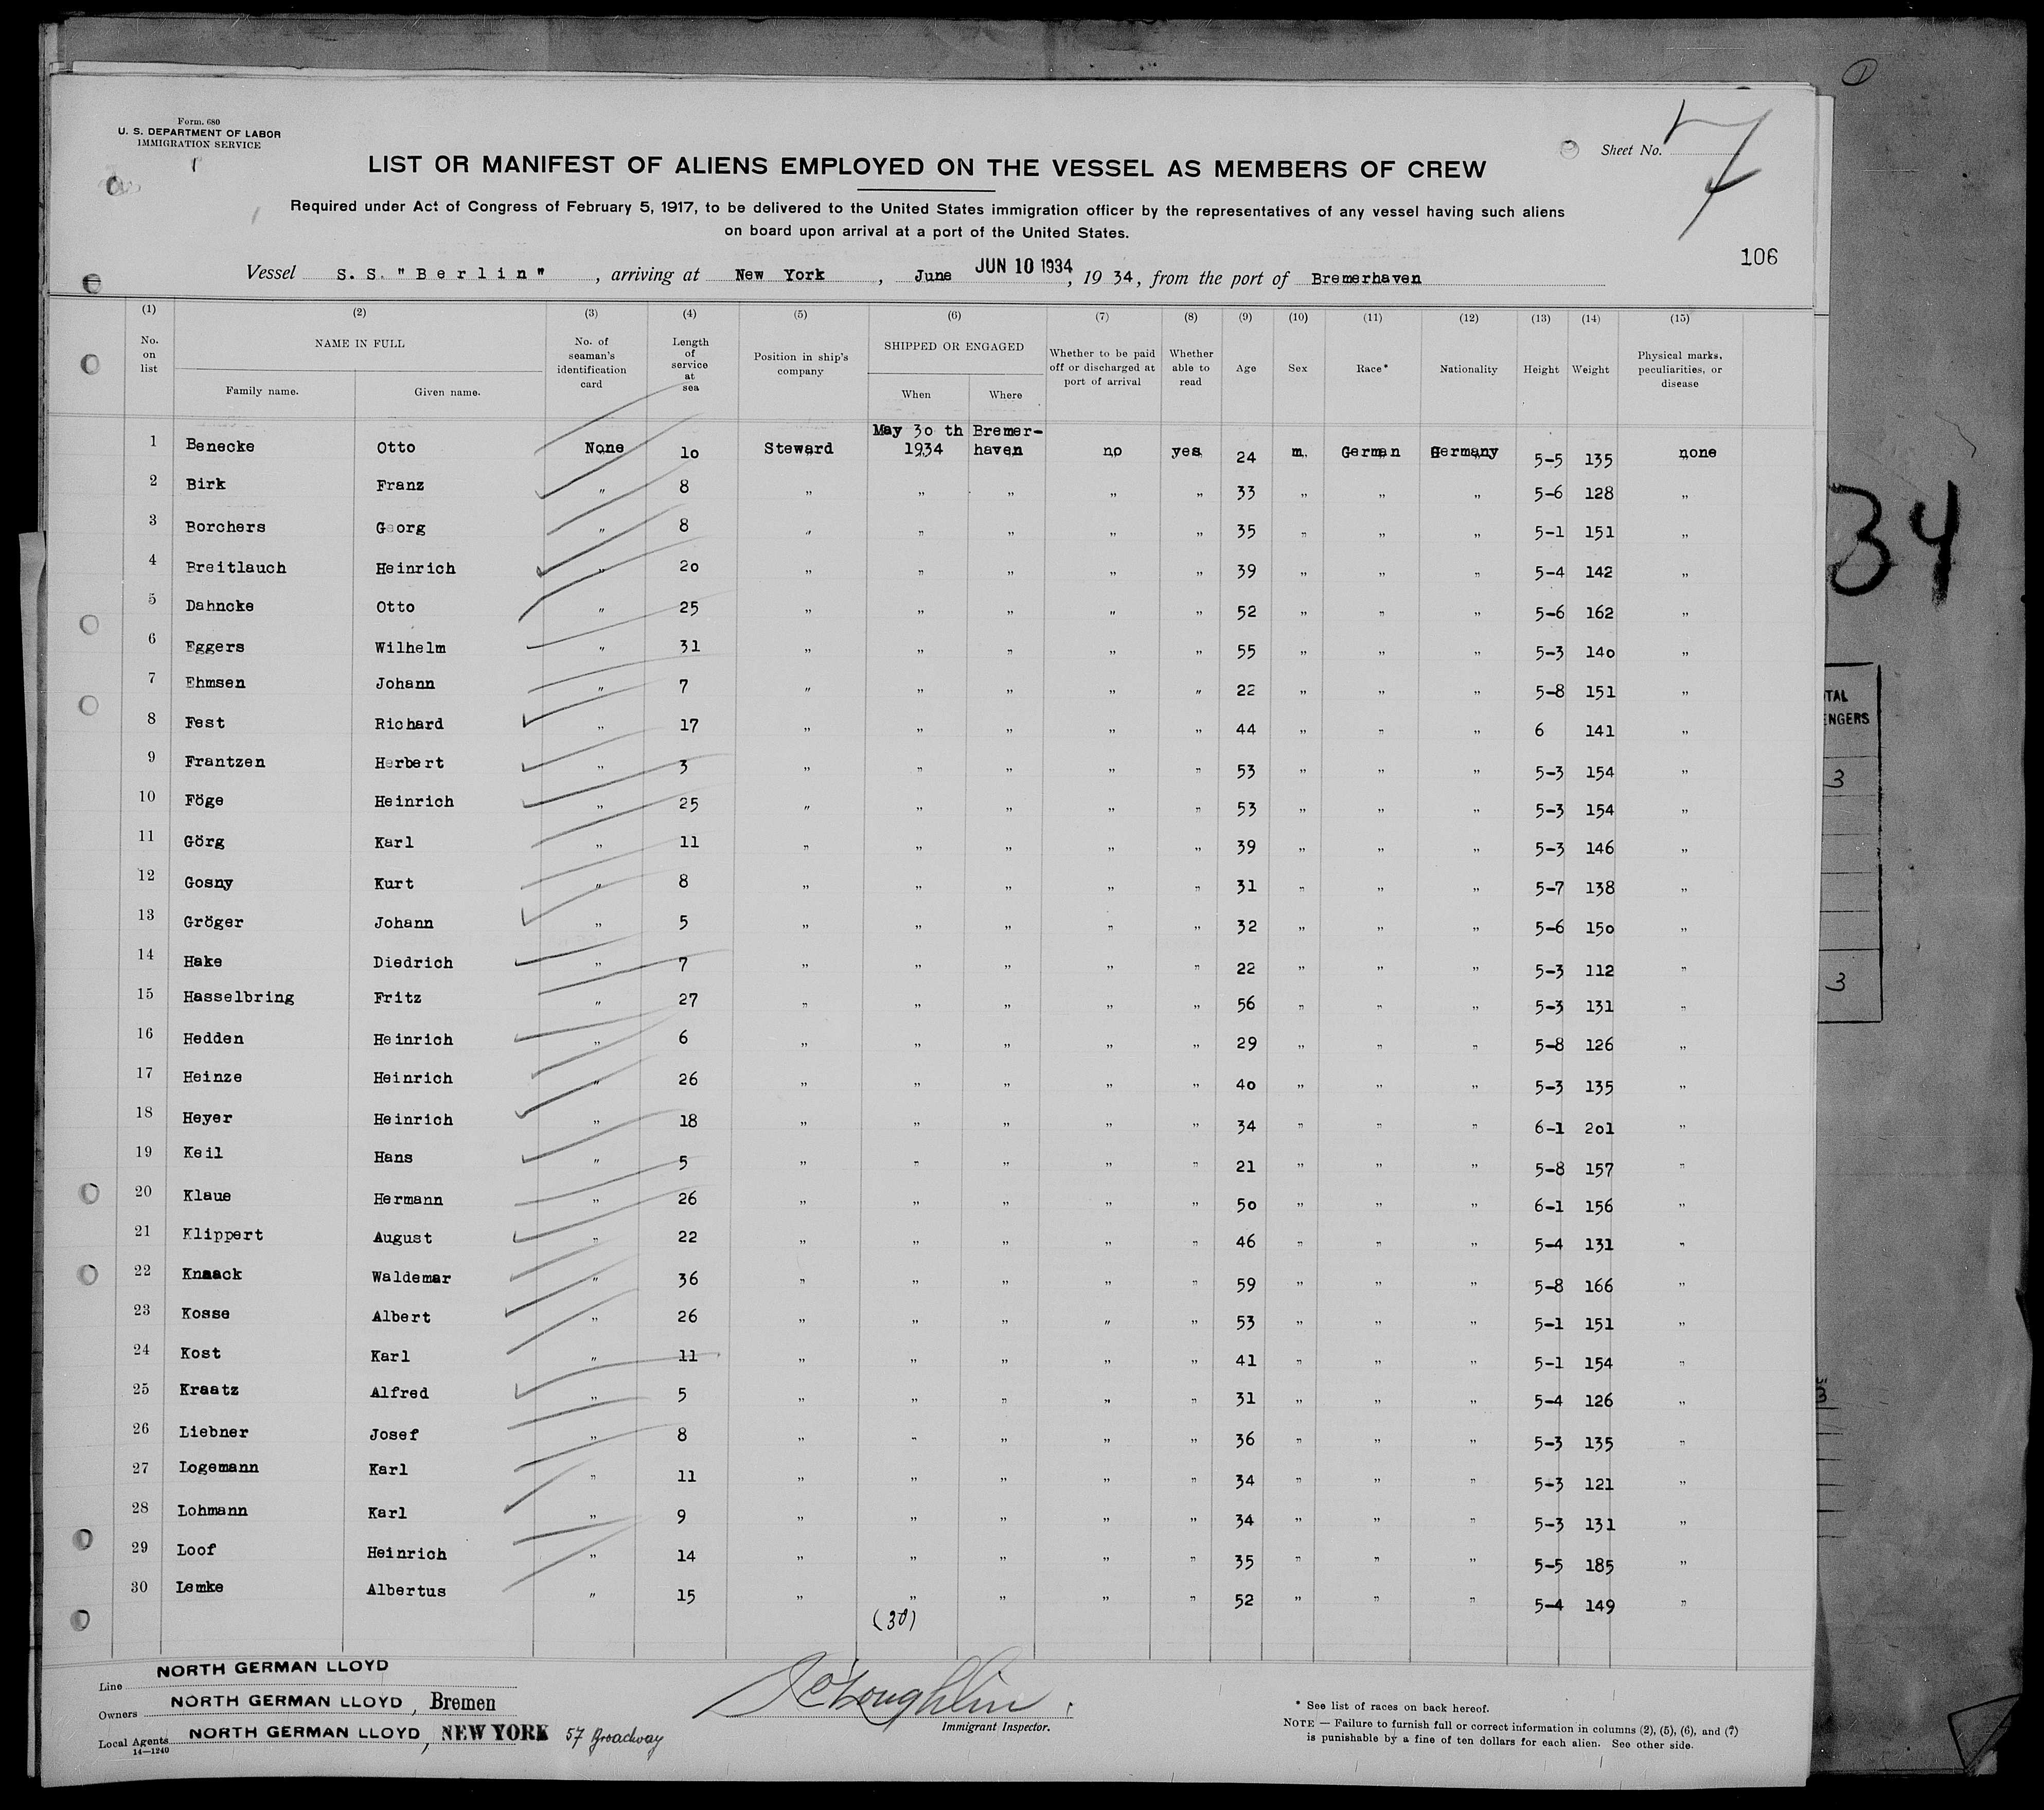 Form. 680
U. S. DEPARTMENT OF LABOR
IMMIGRATION SERVICE
Sheet No. 7
LIST OR MANIFEST OF ALIENS EMPLOYED ON THE VESSEL AS MEMBERS OF CREW
Required under Act of Congress of February 5, 1917, to be delivered to the United States immigration officer by the representatives of any vessel having such aliens
on board upon arrival at a port of the United States.
106
Vessel S.S. "Berlin", arriving at New York, June JUN 10 1934, 19 34, from the port of Bremerhaven
(1) (2) (3) (4) (5) (6) (7) (8) (9) (10) (11) (12) (13) (14) (15)
No. on list NAME IN FULL Family name. Given name. No. of seaman's identification card Length of service at sea Position in ship's company SHIPPED OR ENGAGED When Where Whether to be paid off or discharged at port of arrival Whether able to read Age Sex Race* Nationality Height Weight Physical marks, peculiarities, or disease
1 Benecke Otto None 10 Steward May 30 th 1934 Bremer-haven no yes 24 m. German Germany 5-5 135 none
2 Birk Franz " 8 " " " " " 33 " " " 5-6 128 "
3 Borchers Georg " 8 " " " " " 35 " " " 5-1 151 "
4 Breitlauch Heinrich " 20 " " " " " 39 " " " 5-4 142 "
5 Dahncke Otto " 25 " " " " " 52 " " " 5-6 162 "
6 Eggers Wilhelm " 31 " " " " " 55 " " " 5-3 140 "
7 Ehmsen Johann " 7 " " " " " 22 " " " 5-8 151 "
8 Fest Richard " 17 " " " " " 44 " " " 6 141 "
9 Frantzen Herbert " 3 " " " " " 53 " " " 5-3 154 "
10 Föge Heinrich " 25 " " " " " 53 " " " 5-3 154 "
11 Görg Karl " 11 " " " " " 39 " " " 5-3 146 "
12 Gosny Kurt " 8 " " " " " 31 " " " 5-7 138 "
13 Gröger Johann " 5 " " " " " 32 " " " 5-6 150 "
14 Hake Diedrich " 7 " " " " " 22 " " " 5-3 112 "
15 Hasselbring Fritz " 27 " " " " " 56 " " " 5-3 131 "
16 Hedden Heinrich " 6 " " " " " 29 " " " 5-8 126 "
17 Heinze Heinrich " 26 " " " " " 40 " " " 5-3 135 "
18 Heyer Heinrich " 18 " " " " " 34 " " " 6-1 201 "
19 Keil Hans " 5 " " " " " 21 " " " 5-8 157 "
20 Klaue Hermann " 26 " " " " " 50 " " " 6-1 156 "
21 Klippert August " 22 " " " " " 46 " " " 5-4 131 "
22 Knaack Waldemar " 36 " " " " " 59 " " " 5-8 166 "
23 Kosse Albert " 26 " " " " " 53 " " " 5-1 151 "
24 Kost Karl " 11 " " " " " 41 " " " 5-1 154 "
25 Kraatz Alfred " 5 " " " " " 31 " " " 5-4 126 "
26 Liebner Josef " 8 " " " " " 36 " " " 5-3 135 "
27 Logemann Karl " 11 " " " " " 34 " " " 5-3 121 "
28 Lohmann Karl " 9 " " " " " 34 " " " 5-3 131 "
29 Loof Heinrich " 14 " " " " " 35 " " " 5-5 185 "
30 Lemke Albertus " 15 " " " " " 52 " " " 5-4 149 "
(30)
Line NORTH GERMAN LLOYD
Owners NORTH GERMAN LLOYD, Bremen
Local Agents NORTH GERMAN LLOYD, NEW YORK 57 Broadway
14—1240
Immigrant Inspector.
* See list of races on back hereof.
NOTE — Failure to furnish full or correct information in columns (2), (5), (6), and (7)
is punishable by a fine of ten dollars for each alien. See other side.
34
3
3